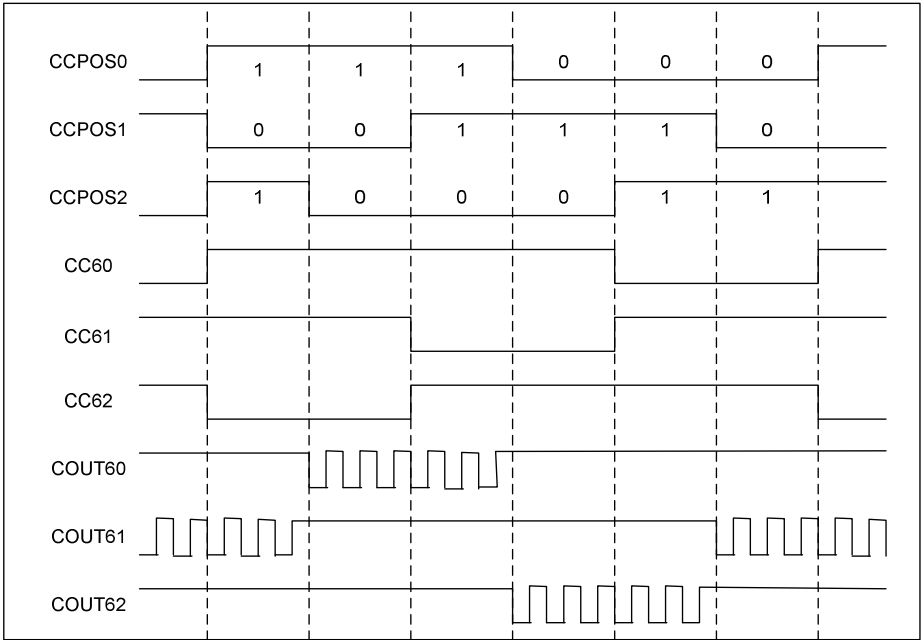 CCPOS0 1 1 1 0 0 0
CCPOS1 0 0 1 1 1 0
CCPOS2 1 0 0 0 1 1
CC60
CC61
CC62
COUT60
COUT61
COUT62